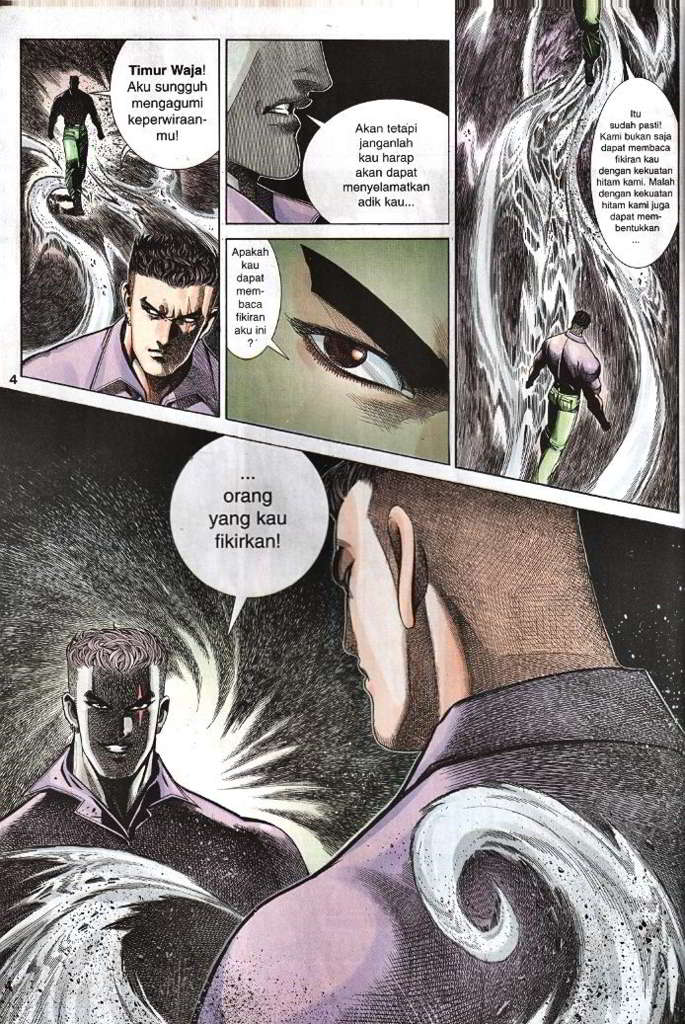 Timur Waja!
Aku sungguh
mengagumi
keperwiraan-
mu!
Akan tetapi
janganlah
kau harap
akan dapat
menyelamatkan
adik kau...
Apakah
kau
dapat
mem-
baca
fikiran
aku ini
?
Itu
sudah pasti!
Kami bukan saja
dapat membaca
fikiran kau
dengan kekuatan
hitam kami. Malah
dengan kekuatan
hitam kami juga
dapat mem-
bentukkan
...
4
...
orang
yang kau
fikirkan!